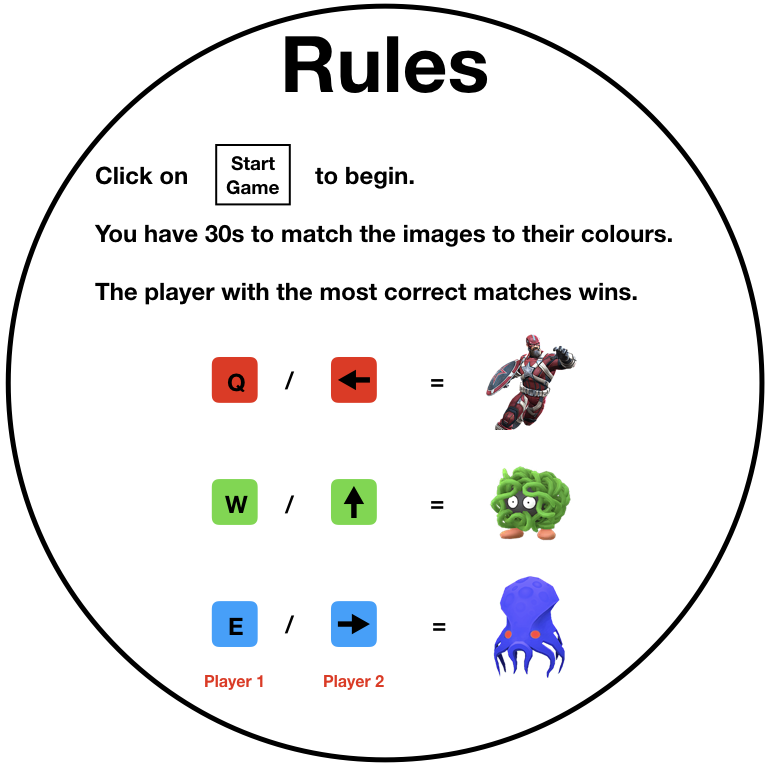 Rules
Click on Start Game to begin.
You have 30s to match the images to their colours.
The player with the most correct matches wins.
Q / ← =
W / ↑ =
E / → =
Player 1 Player 2